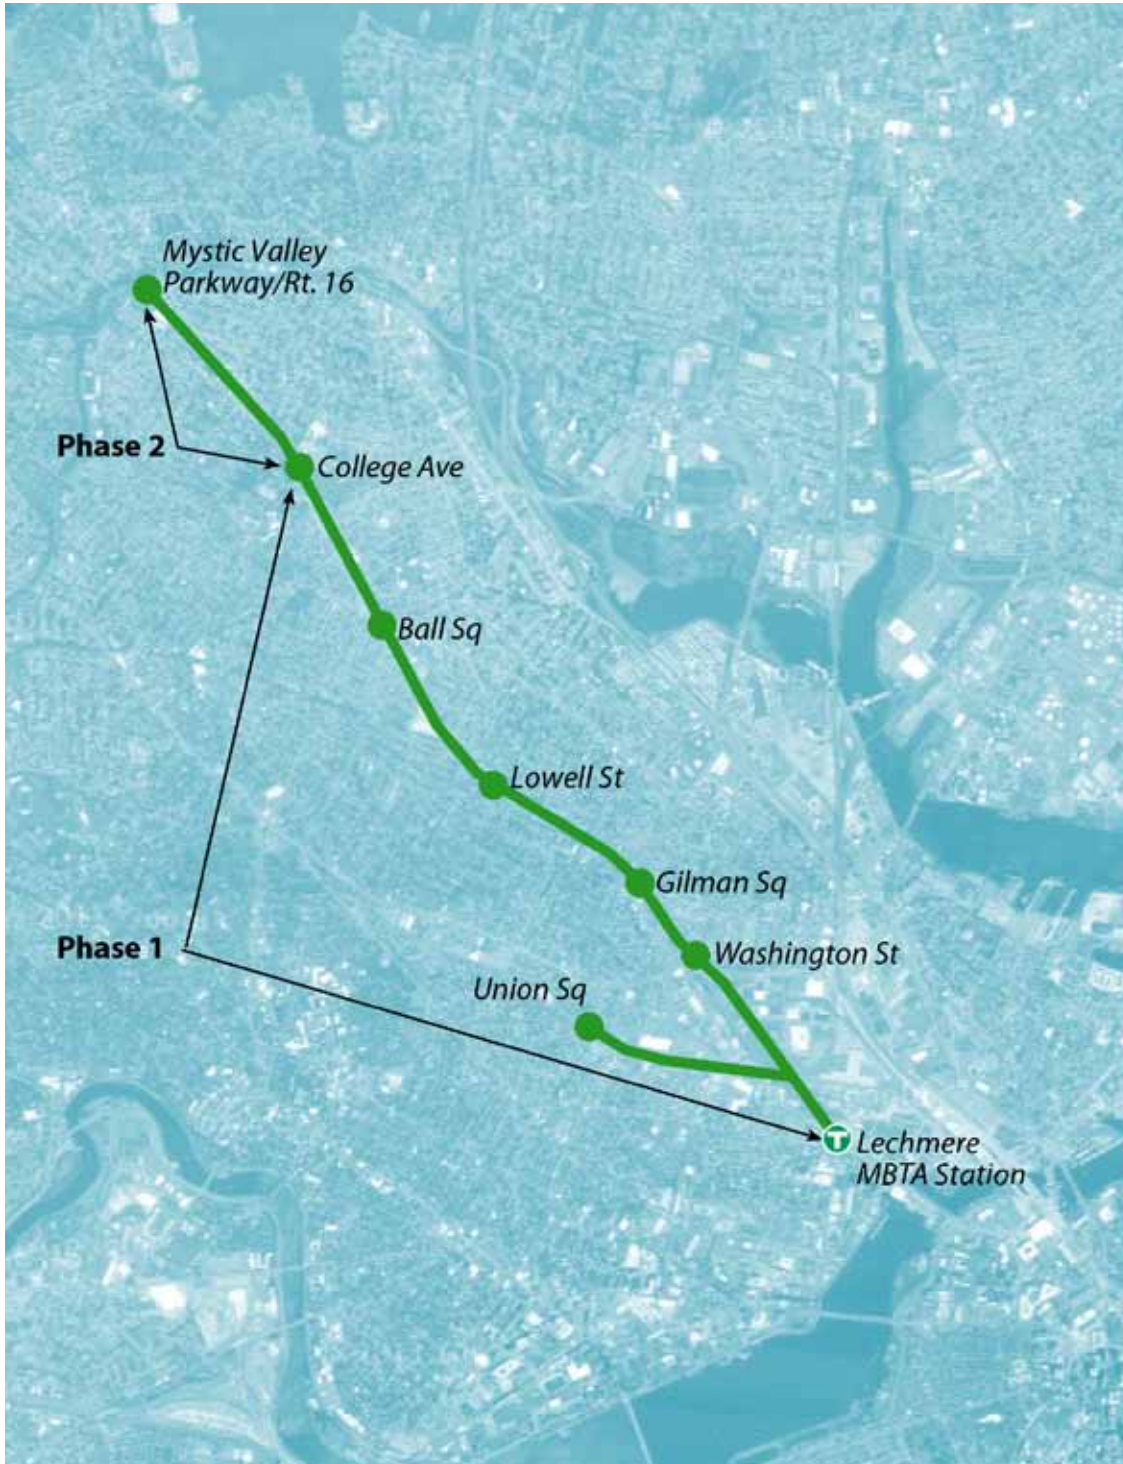 Mystic Valley
Parkway/Rt. 16
Phase 2
College Ave
Ball Sq
Lowell St
Gilman Sq
Phase 1
Washington St
Union Sq
T
Lechmere
MBTA Station